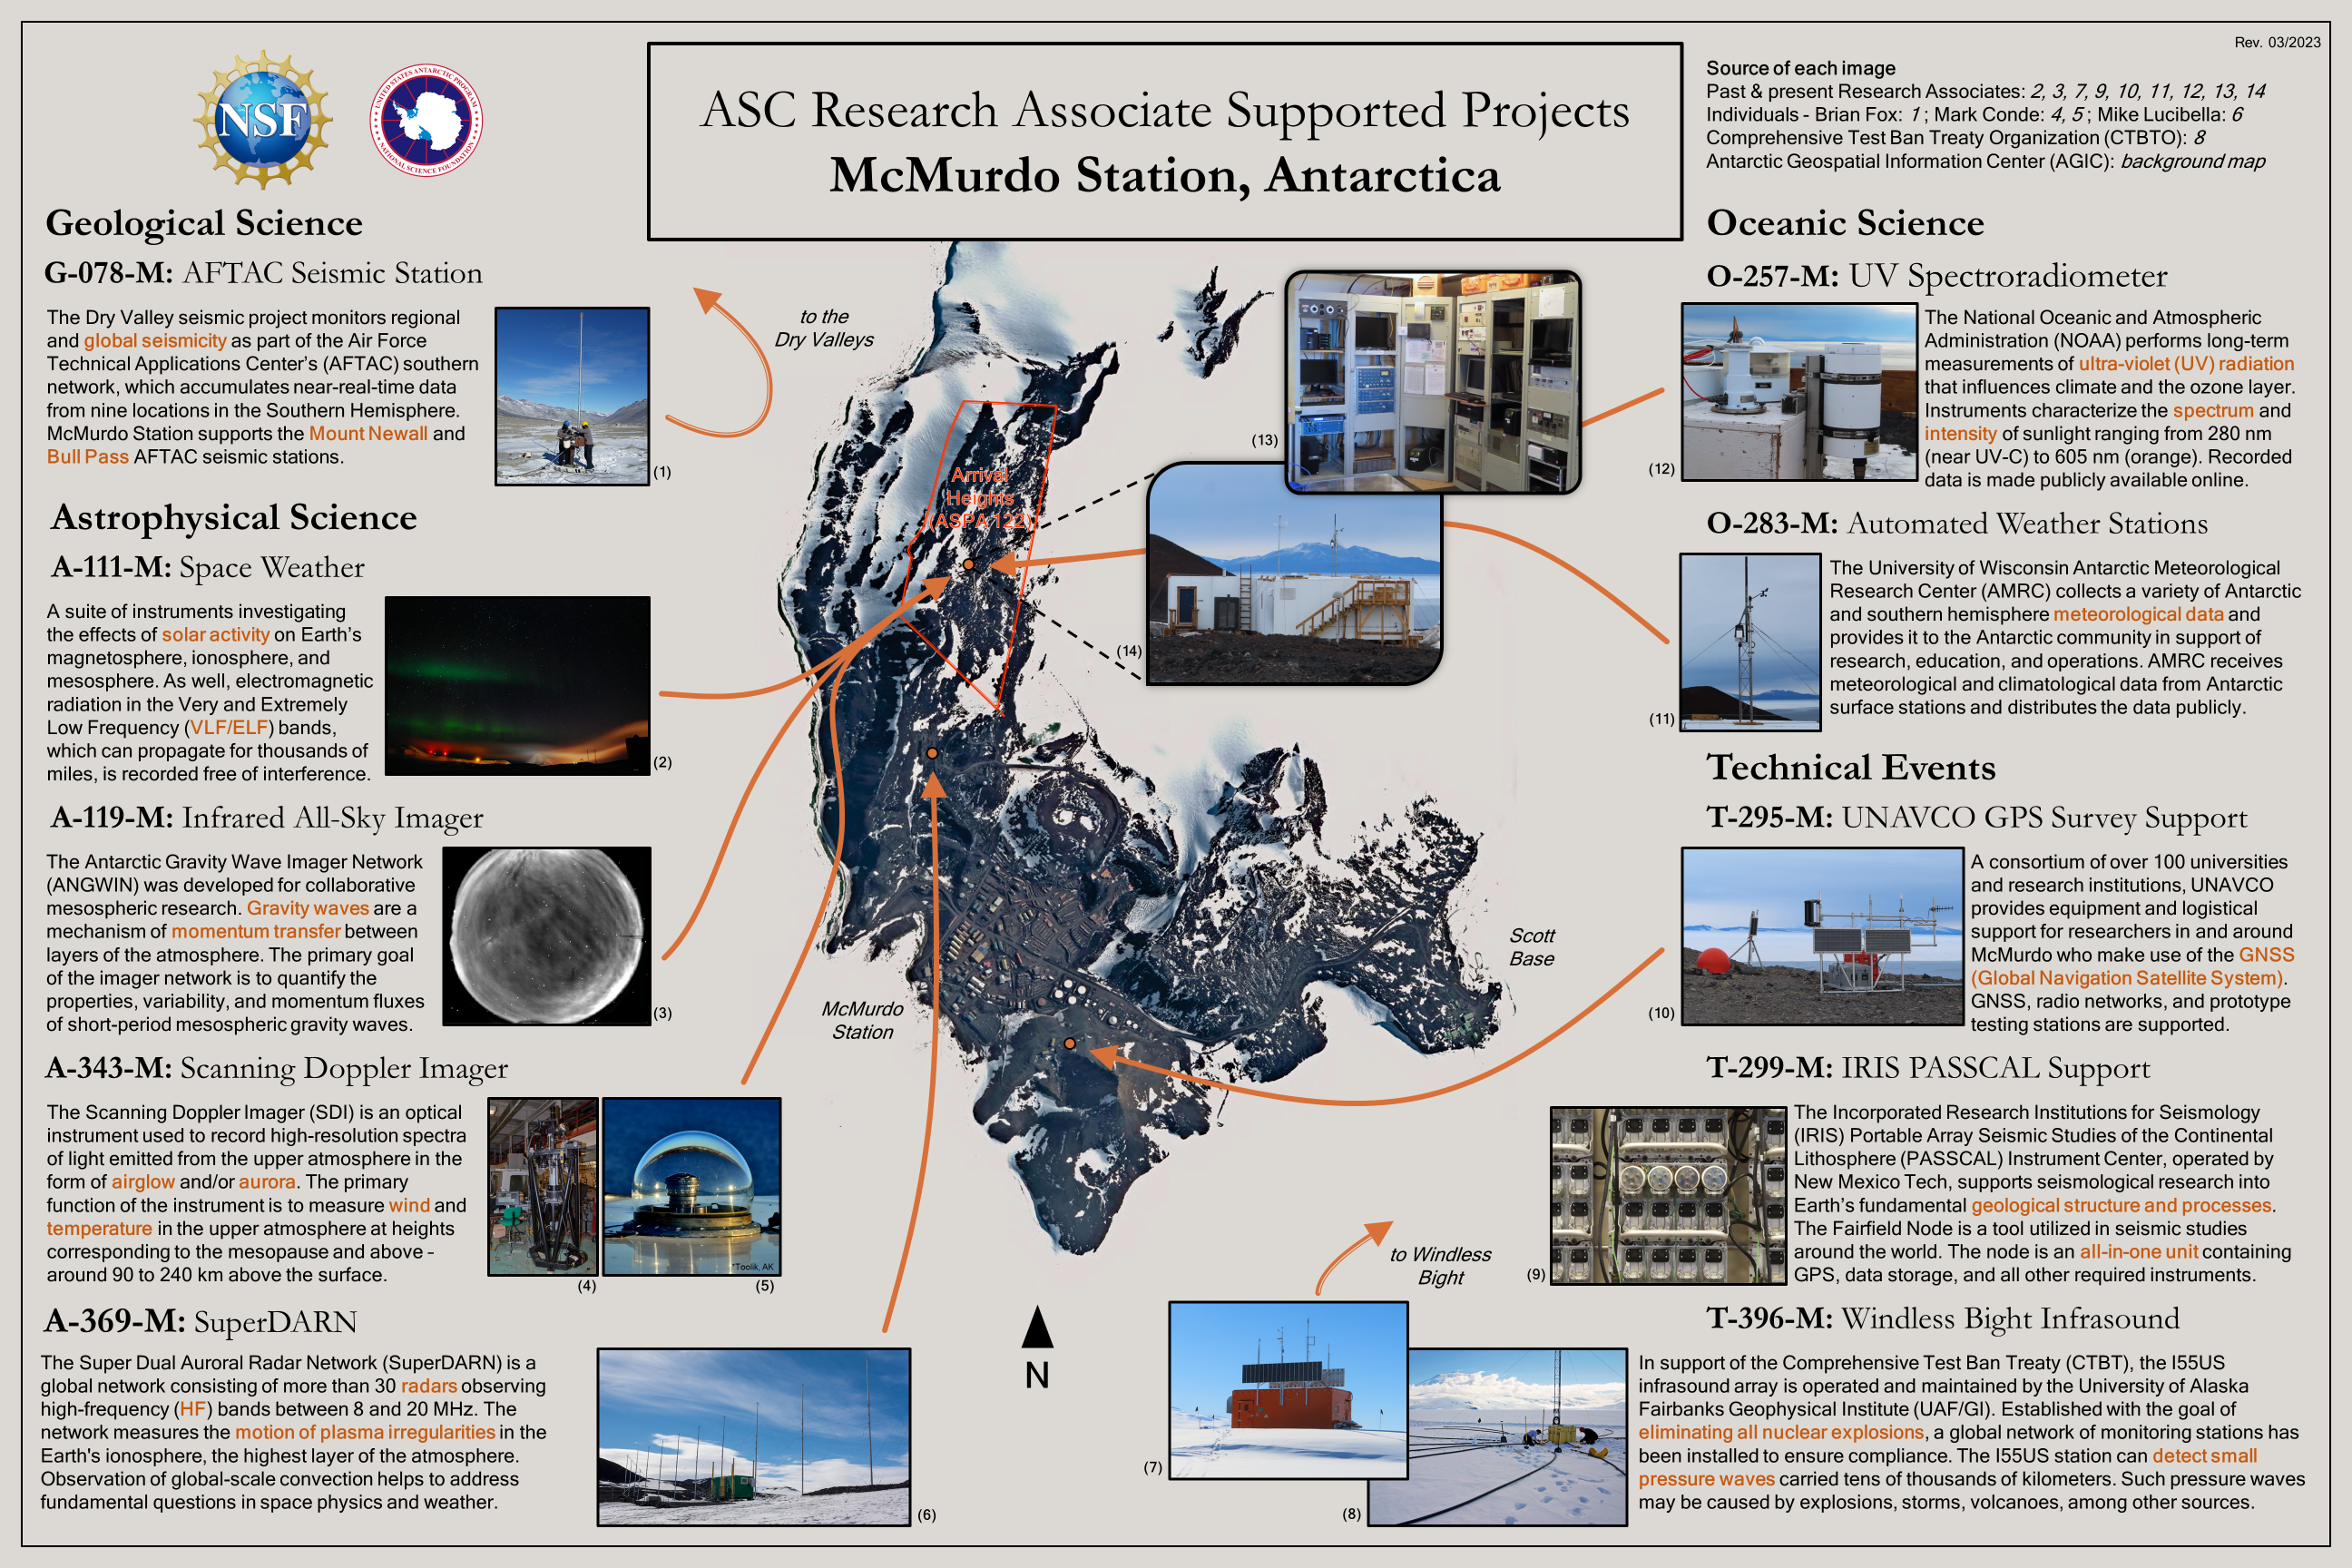 Rev. 03/2023
NSF
UNITED STATES ANTARCTIC PROGRAM
NATIONAL SCIENCE FOUNDATION
ASC Research Associate Supported Projects
McMurdo Station, Antarctica
Source of each image
Past & present Research Associates: 2, 3, 7, 9, 10, 11, 12, 13, 14
Individuals - Brian Fox: 1 ; Mark Conde: 4, 5 ; Mike Lucibella: 6
Comprehensive Test Ban Treaty Organization (CTBTO): 8
Antarctic Geospatial Information Center (AGIC): background map
Geological Science
G-078-M: AFTAC Seismic Station
The Dry Valley seismic project monitors regional
and global seismicity as part of the Air Force
Technical Applications Center's (AFTAC) southern
network, which accumulates near-real-time data
from nine locations in the Southern Hemisphere.
McMurdo Station supports the Mount Newall and
Bull Pass AFTAC seismic stations.
(1)
Astrophysical Science
A-111-M: Space Weather
A suite of instruments investigating
the effects of solar activity on Earth's
magnetosphere, ionosphere, and
mesosphere. As well, electromagnetic
radiation in the Very and Extremely
Low Frequency (VLF/ELF) bands,
which can propagate for thousands of
miles, is recorded free of interference.
(2)
A-119-M: Infrared All-Sky Imager
The Antarctic Gravity Wave Imager Network
(ANGWIN) was developed for collaborative
mesospheric research. Gravity waves are a
mechanism of momentum transfer between
layers of the atmosphere. The primary goal
of the imager network is to quantify the
properties, variability, and momentum fluxes
of short-period mesospheric gravity waves.
(3)
A-343-M: Scanning Doppler Imager
The Scanning Doppler Imager (SDI) is an optical
instrument used to record high-resolution spectra
of light emitted from the upper atmosphere in the
form of airglow and/or aurora. The primary
function of the instrument is to measure wind and
temperature in the upper atmosphere at heights
corresponding to the mesopause and above -
around 90 to 240 km above the surface.
(4)
*Toolik, AK
(5)
A-369-M: SuperDARN
The Super Dual Auroral Radar Network (SuperDARN) is a
global network consisting of more than 30 radars observing
high-frequency (HF) bands between 8 and 20 MHz. The
network measures the motion of plasma irregularities in the
Earth's ionosphere, the highest layer of the atmosphere.
Observation of global-scale convection helps to address
fundamental questions in space physics and weather.
(6)
to the
Dry Valleys
Arrival
Heights
(ASPA 122)
(13)
(14)
McMurdo
Station
Scott
Base
to Windless
Bight
N
(7)
(8)
Oceanic Science
O-257-M: UV Spectroradiometer
The National Oceanic and Atmospheric
Administration (NOAA) performs long-term
measurements of ultra-violet (UV) radiation
that influences climate and the ozone layer.
Instruments characterize the spectrum and
intensity of sunlight ranging from 280 nm
(near UV-C) to 605 nm (orange). Recorded
data is made publicly available online.
(12)
O-283-M: Automated Weather Stations
The University of Wisconsin Antarctic Meteorological
Research Center (AMRC) collects a variety of Antarctic
and southern hemisphere meteorological data and
provides it to the Antarctic community in support of
research, education, and operations. AMRC receives
meteorological and climatological data from Antarctic
surface stations and distributes the data publicly.
(11)
Technical Events
T-295-M: UNAVCO GPS Survey Support
A consortium of over 100 universities
and research institutions, UNAVCO
provides equipment and logistical
support for researchers in and around
McMurdo who make use of the GNSS
(Global Navigation Satellite System).
GNSS, radio networks, and prototype
testing stations are supported.
(10)
T-299-M: IRIS PASSCAL Support
The Incorporated Research Institutions for Seismology
(IRIS) Portable Array Seismic Studies of the Continental
Lithosphere (PASSCAL) Instrument Center, operated by
New Mexico Tech, supports seismological research into
Earth's fundamental geological structure and processes.
The Fairfield Node is a tool utilized in seismic studies
around the world. The node is an all-in-one unit containing
GPS, data storage, and all other required instruments.
(9)
T-396-M: Windless Bight Infrasound
In support of the Comprehensive Test Ban Treaty (CTBT), the I55US
infrasound array is operated and maintained by the University of Alaska
Fairbanks Geophysical Institute (UAF/GI). Established with the goal of
eliminating all nuclear explosions, a global network of monitoring stations has
been installed to ensure compliance. The I55US station can detect small
pressure waves carried tens of thousands of kilometers. Such pressure waves
may be caused by explosions, storms, volcanoes, among other sources.